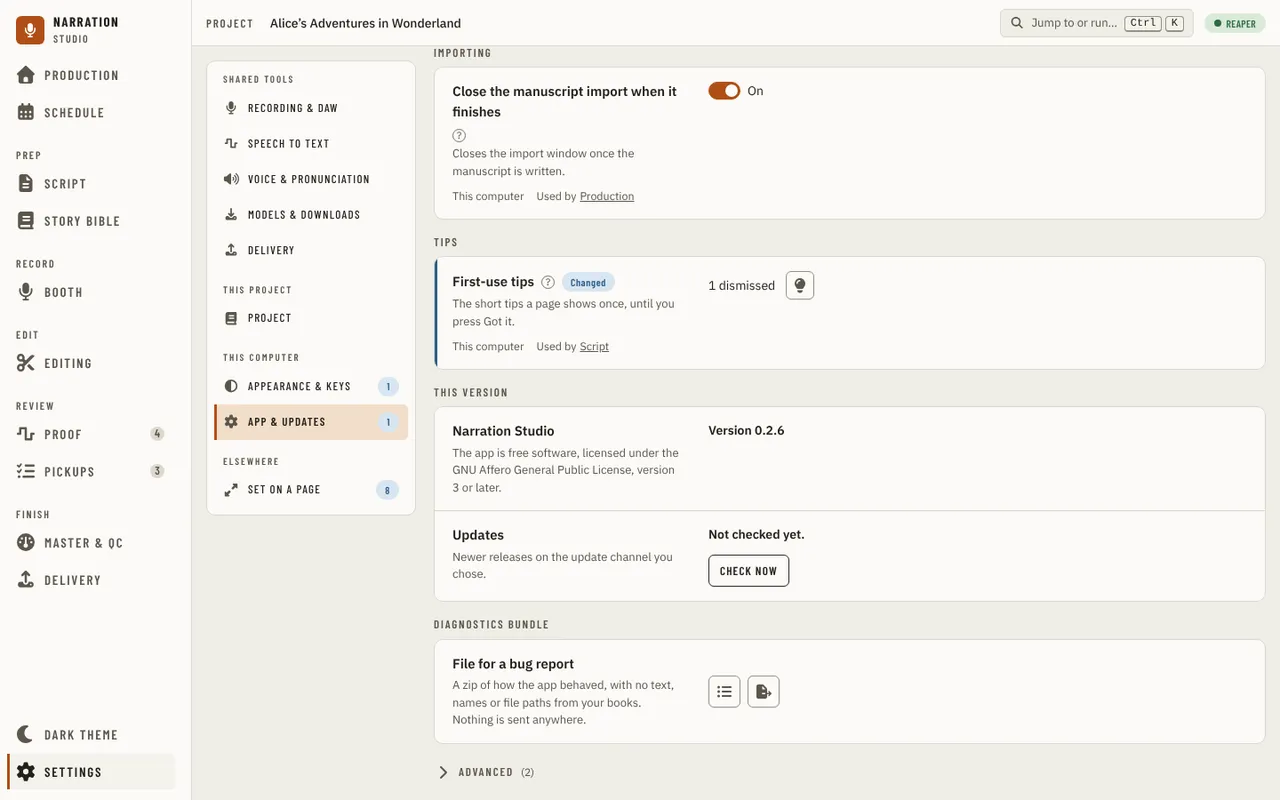 NARRATION
STUDIO
PRODUCTION
SCHEDULE
PREP
SCRIPT
STORY BIBLE
RECORD
BOOTH
EDIT
EDITING
REVIEW
PROOF 4
PICKUPS 3
FINISH
MASTER & QC
DELIVERY
DARK THEME
SETTINGS
PROJECT Alice's Adventures in Wonderland
Jump to or run... Ctrl K
REAPER
SHARED TOOLS
RECORDING & DAW
SPEECH TO TEXT
VOICE & PRONUNCIATION
MODELS & DOWNLOADS
DELIVERY
THIS PROJECT
PROJECT
THIS COMPUTER
APPEARANCE & KEYS 1
APP & UPDATES 1
ELSEWHERE
SET ON A PAGE 8
IMPORTING
Close the manuscript import when it
finishes
?
Closes the import window once the
manuscript is written.
This computer Used by Production
On
TIPS
First-use tips ? Changed
The short tips a page shows once, until you
press Got it.
This computer Used by Script
1 dismissed
THIS VERSION
Narration Studio
The app is free software, licensed under the
GNU Affero General Public License, version
3 or later.
Version 0.2.6
Updates
Newer releases on the update channel you
chose.
Not checked yet.
CHECK NOW
DIAGNOSTICS BUNDLE
File for a bug report
A zip of how the app behaved, with no text,
names or file paths from your books.
Nothing is sent anywhere.
ADVANCED (2)